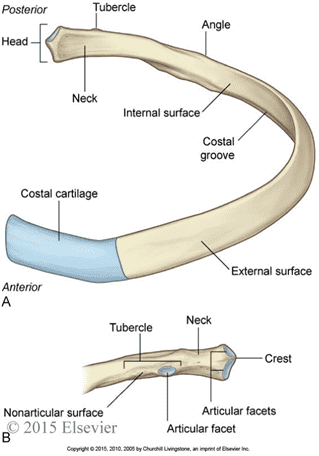 Posterior
Tubercle
Head
Angle
Neck
Internal surface
Costal
groove
Costal cartilage
External surface
Anterior
A
Tubercle
Neck
Crest
Nonarticular surface
Articular facets
Articular facet
B
© 2015 Elsevier
Copyright © 2015, 2010, 2005 by Churchill Livingstone, an imprint of Elsevier Inc.